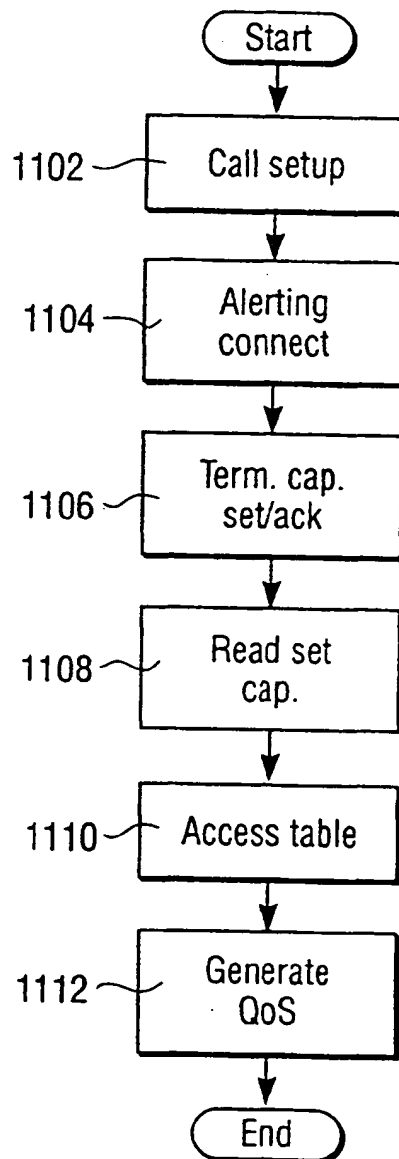 Start
1102
Call setup
1104
Alerting
connect
1106
Term. cap.
set/ack
1108
Read set
cap.
1110
Access table
1112
Generate
QoS
End